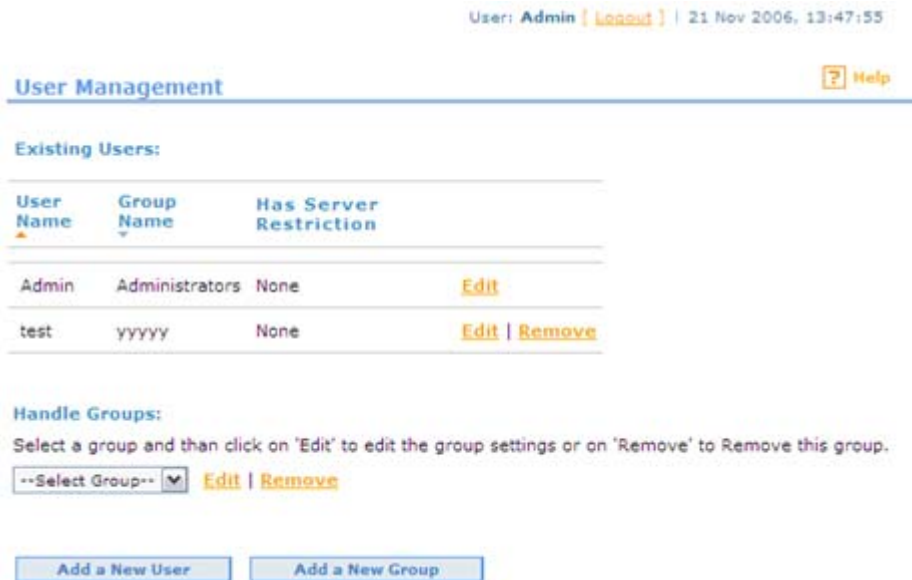 User: Admin [ Logout ] | 21 Nov 2006, 13:47:55
User Management
? Help
Existing Users:
User Name Group Name Has Server Restriction
Admin Administrators None Edit
test yyyyy None Edit | Remove
Handle Groups:
Select a group and than click on 'Edit' to edit the group settings or on 'Remove' to Remove this group.
--Select Group-- Edit | Remove
Add a New User Add a New Group